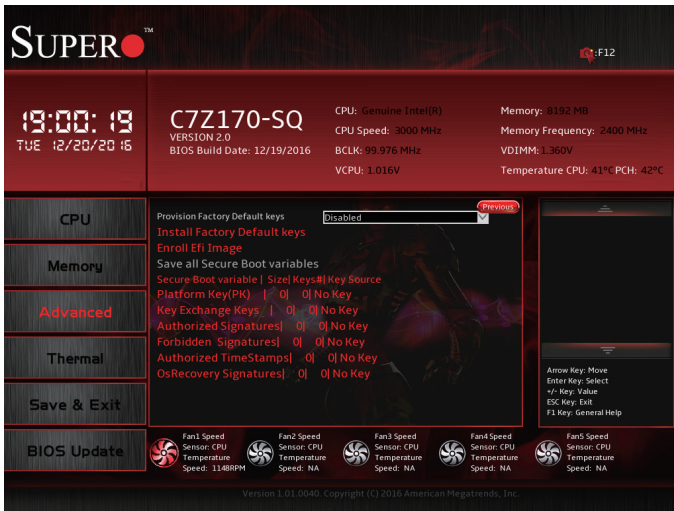 SUPER TM
:F12
19:00:19
TUE 12/20/2016
C7Z170-SQ
VERSION 2.0
BIOS Build Date: 12/19/2016
CPU: Genuine Intel(R)
CPU Speed: 3000 MHz
BCLK: 99.976 MHz
VCPU: 1.016V
Memory: 8192 MB
Memory Frequency: 2400 MHz
VDIMM: 1.360V
Temperature CPU: 41°C PCH: 42°C
CPU
Memory
Advanced
Thermal
Save & Exit
BIOS Update
Previous
Provision Factory Default keys Disabled
Install Factory Default keys
Enroll Efi Image
Save all Secure Boot variables
Secure Boot variable | Size| Keys#| Key Source
Platform Key(PK) | 0| 0| No Key
Key Exchange Keys | 0| 0| No Key
Authorized Signatures| 0| 0| No Key
Forbidden Signatures| 0| 0| No Key
Authorized TimeStamps| 0| 0| No Key
OsRecovery Signatures| 0| 0| No Key
Arrow Key: Move
Enter Key: Select
+/- Key: Value
ESC Key: Exit
F1 Key: General Help
Fan1 Speed
Sensor: CPU
Temperature
Speed: 1148RPM
Fan2 Speed
Sensor: CPU
Temperature
Speed: NA
Fan3 Speed
Sensor: CPU
Temperature
Speed: NA
Fan4 Speed
Sensor: CPU
Temperature
Speed: NA
Fan5 Speed
Sensor: CPU
Temperature
Speed: NA
Version 1.01.0040. Copyright (C) 2016 American Megatrends, Inc.